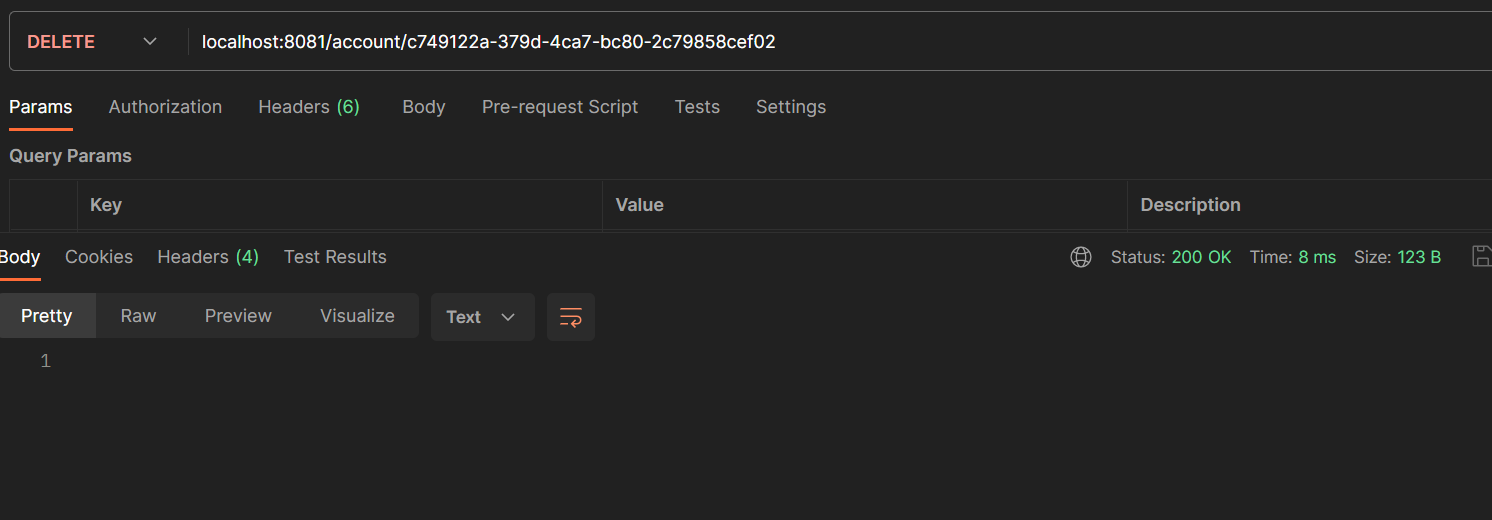 DELETE localhost:8081/account/c749122a-379d-4ca7-bc80-2c79858cef02
Params Authorization Headers (6) Body Pre-request Script Tests Settings
Query Params
Key Value Description
Body Cookies Headers (4) Test Results Status: 200 OK Time: 8 ms Size: 123 B
Pretty Raw Preview Visualize Text
1